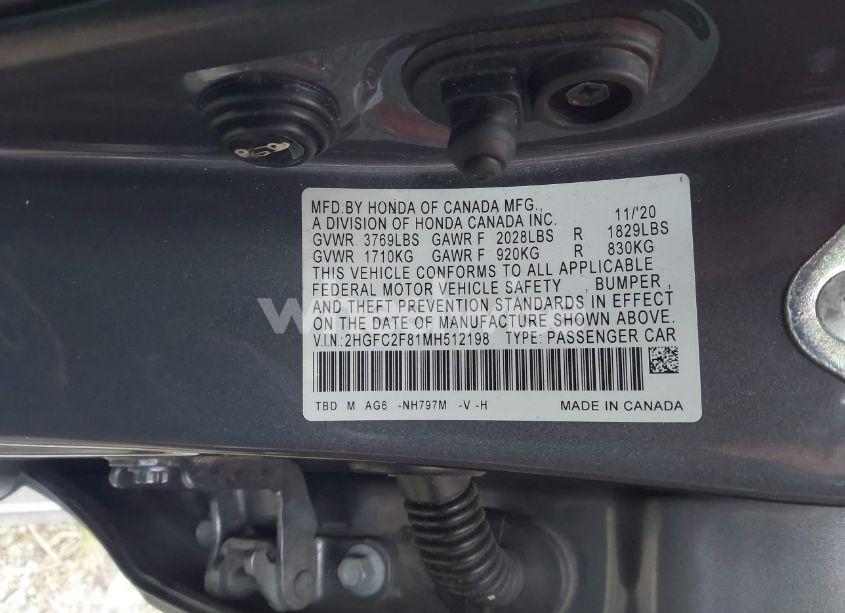 MFD.BY HONDA OF CANADA MFG., 11/'20
A DIVISION OF HONDA CANADA INC.
GVWR 3769LBS GAWR F 2028LBS R 1829LBS
GVWR 1710KG GAWR F 920KG R 830KG
THIS VEHICLE CONFORMS TO ALL APPLICABLE
FEDERAL MOTOR VEHICLE SAFETY , BUMPER ,
AND THEFT PREVENTION STANDARDS IN EFFECT
ON THE DATE OF MANUFACTURE SHOWN ABOVE.
V.I.N:2HGFC2F81MH512198 TYPE: PASSENGER CAR
TBD M AG6 -NH797M -V -H MADE IN CANADA